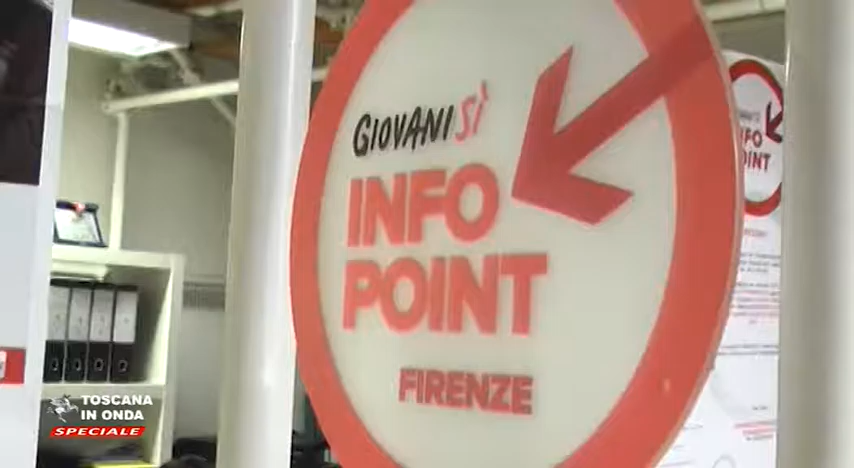 GIOVANISÌ
INFO
POINT
FIRENZE
INFO
POINT
TOSCANA
IN ONDA
SPECIALE